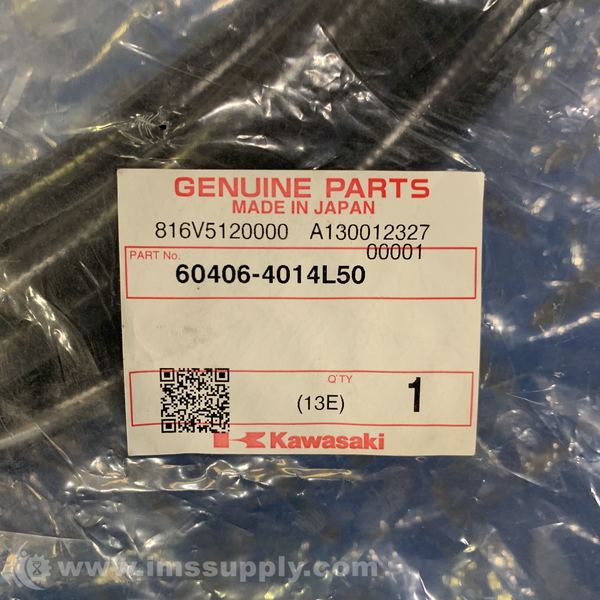 GENUINE PARTS
MADE IN JAPAN
816V5120000 A130012327
00001
PART No.
60406-4014L50
Q'TY
(13E) 1
Kawasaki
www.imssupply.com